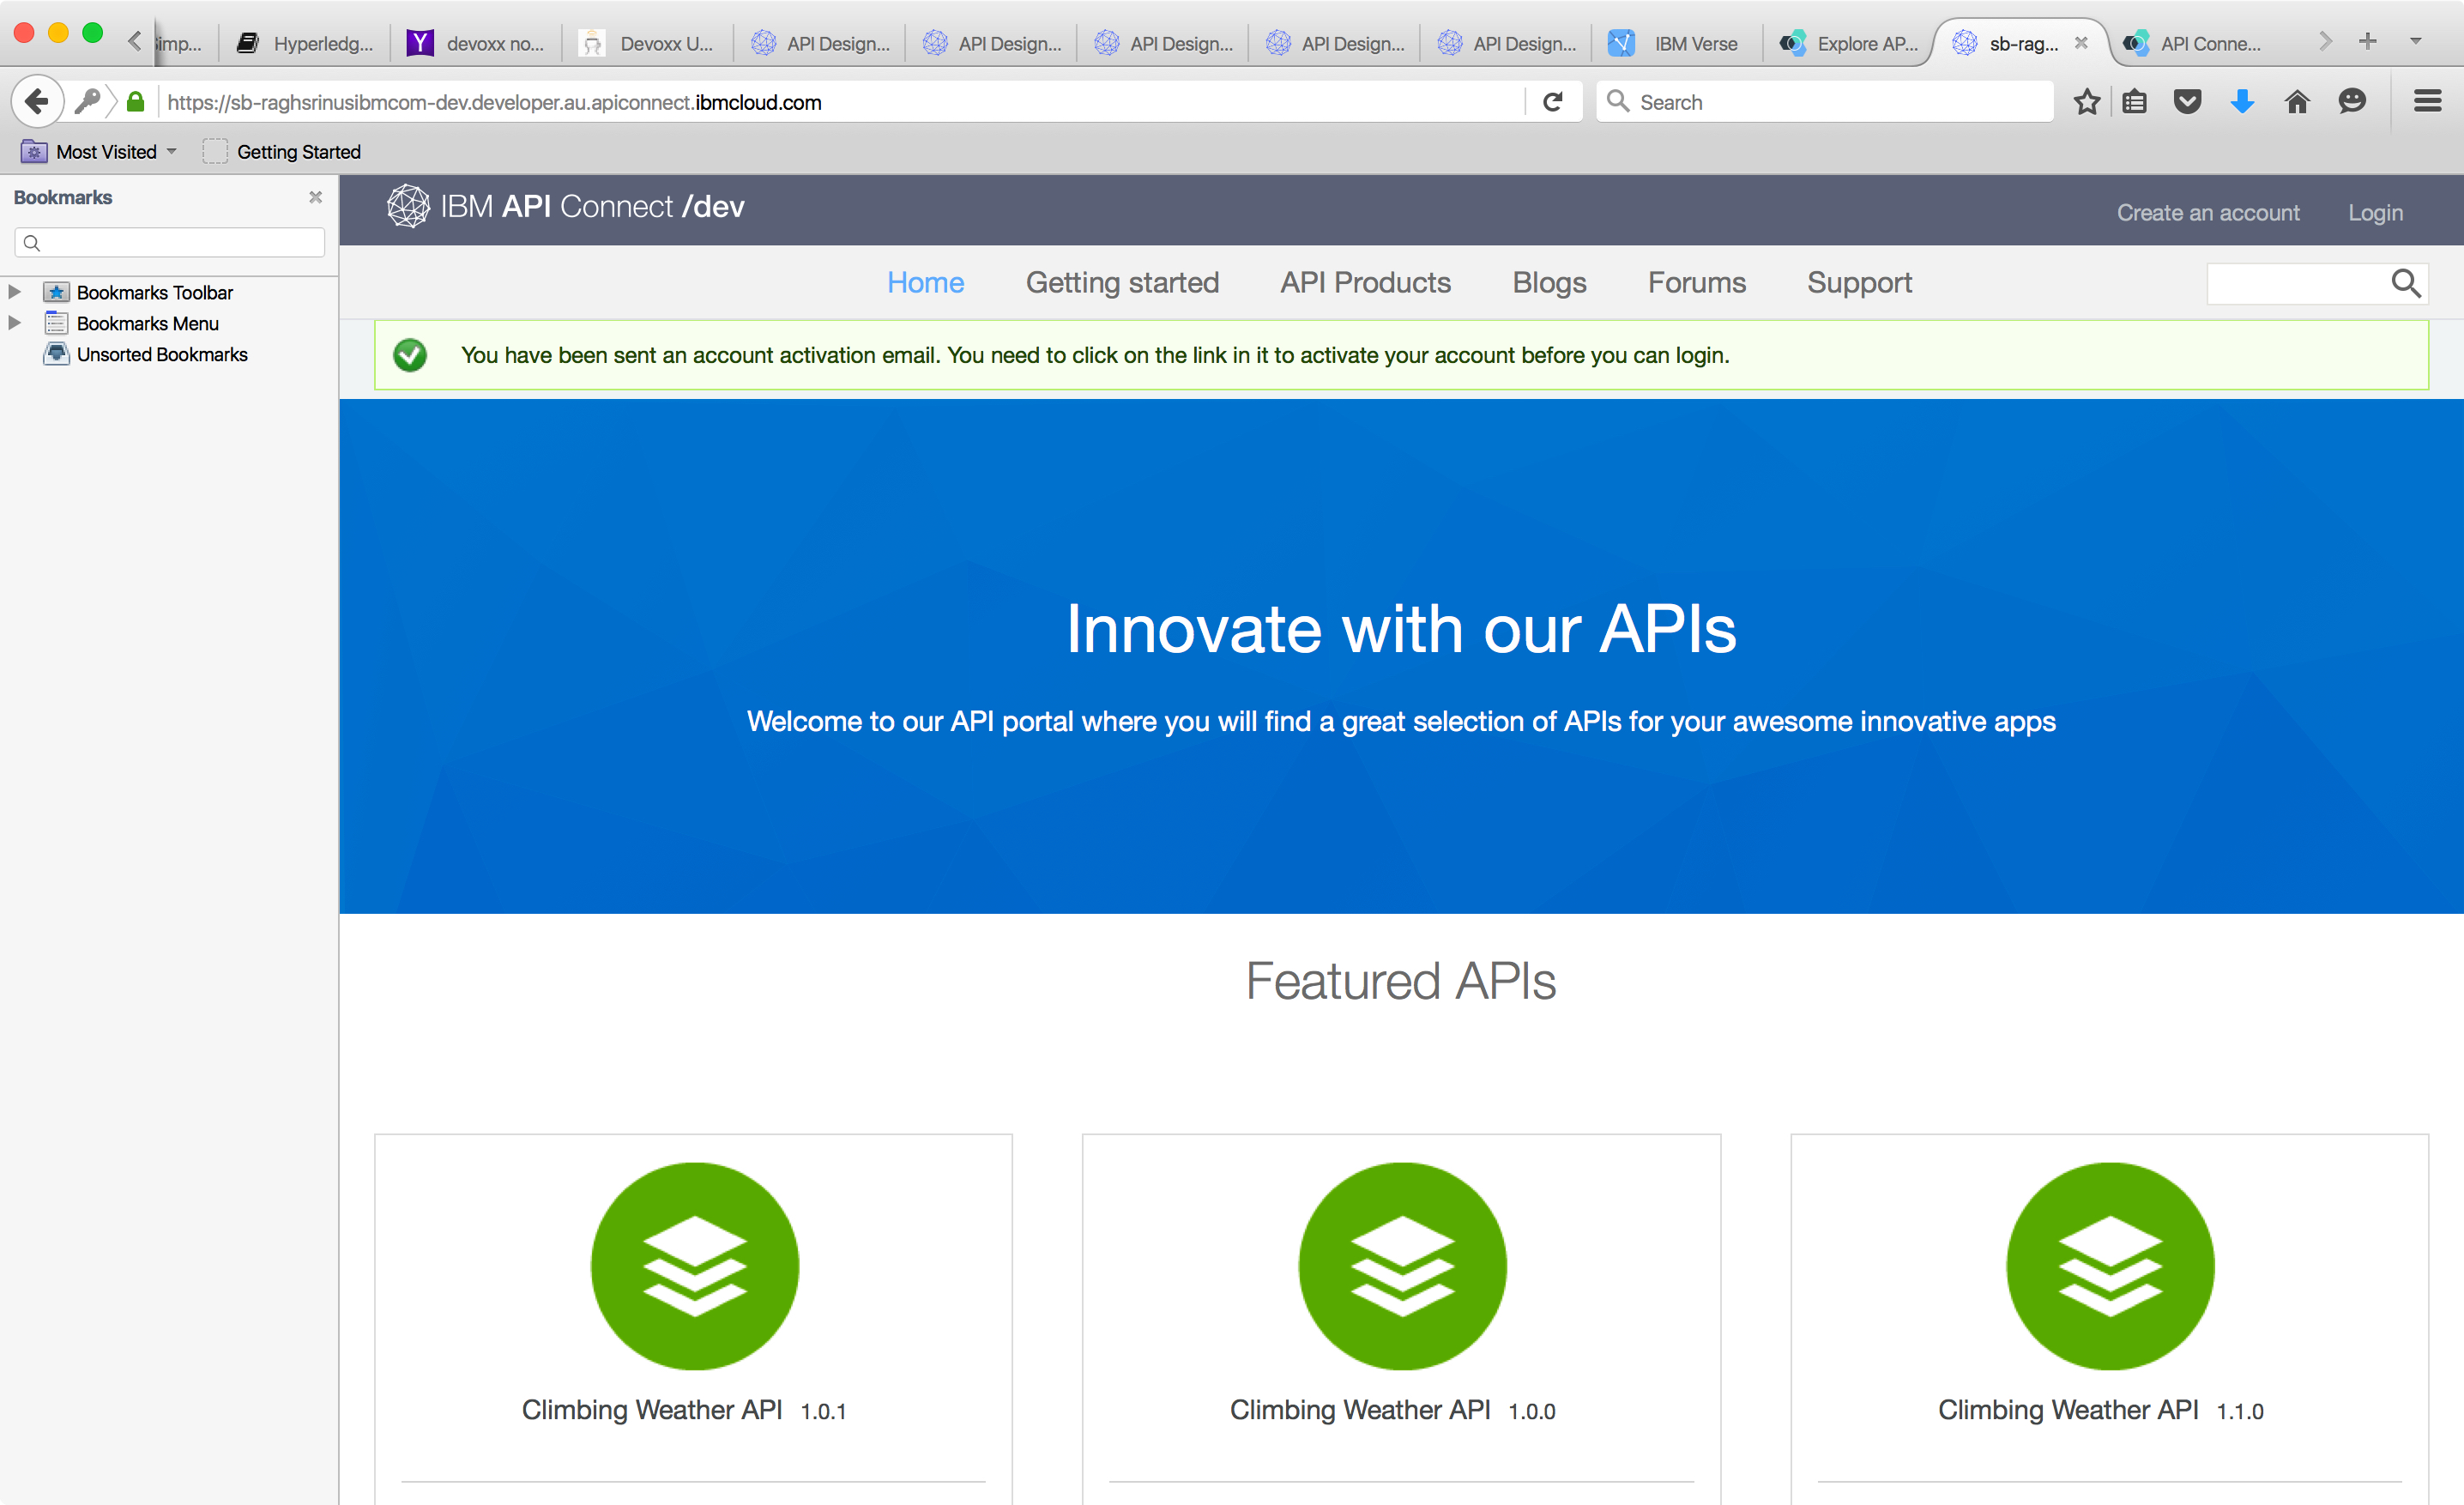 imp...
Hyperledg...
devoxx no...
Devoxx U...
API Design...
API Design...
API Design...
API Design...
API Design...
IBM Verse
Explore AP...
sb-rag...
API Conne...
https://sb-raghsrinusibmcom-dev.developer.au.apiconnect.ibmcloud.com
Search
Most Visited
Getting Started
Bookmarks
Bookmarks Toolbar
Bookmarks Menu
Unsorted Bookmarks
IBM API Connect /dev
Create an account
Login
Home
Getting started
API Products
Blogs
Forums
Support
You have been sent an account activation email. You need to click on the link in it to activate your account before you can login.
Innovate with our APIs
Welcome to our API portal where you will find a great selection of APIs for your awesome innovative apps
Featured APIs
Climbing Weather API 1.0.1
Climbing Weather API 1.0.0
Climbing Weather API 1.1.0